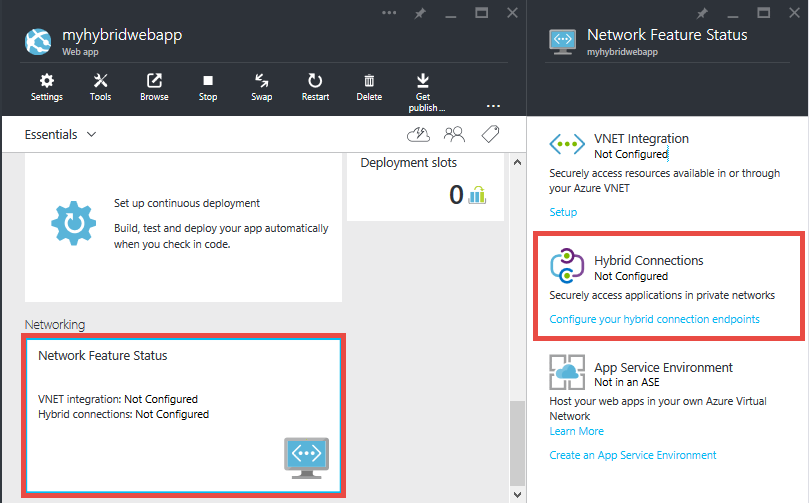 myhybridwebapp
Web app
Settings
Tools
Browse
Stop
Swap
Restart
Delete
Get
publish ...
Essentials
Deployment slots
0
Set up continuous deployment
Build, test and deploy your app automatically
when you check in code.
Networking
Network Feature Status
VNET integration: Not Configured
Hybrid connections: Not Configured
Network Feature Status
myhybridwebapp
VNET Integration
Not Configured
Securely access resources available in or through
your Azure VNET
Setup
Hybrid Connections
Not Configured
Securely access applications in private networks
Configure your hybrid connection endpoints
App Service Environment
Not in an ASE
Host your web apps in your own Azure Virtual
Network
Learn More
Create an App Service Environment